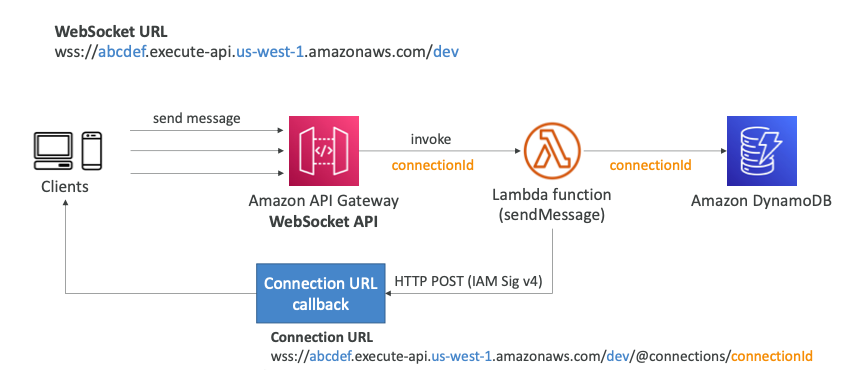 WebSocket URL
wss://abcdef.execute-api.us-west-1.amazonaws.com/dev
send message
invoke
connectionId
connectionId
Clients
Amazon API Gateway
WebSocket API
Lambda function
(sendMessage)
Amazon DynamoDB
Connection URL
callback
HTTP POST (IAM Sig v4)
Connection URL
wss://abcdef.execute-api.us-west-1.amazonaws.com/dev/@connections/connectionId